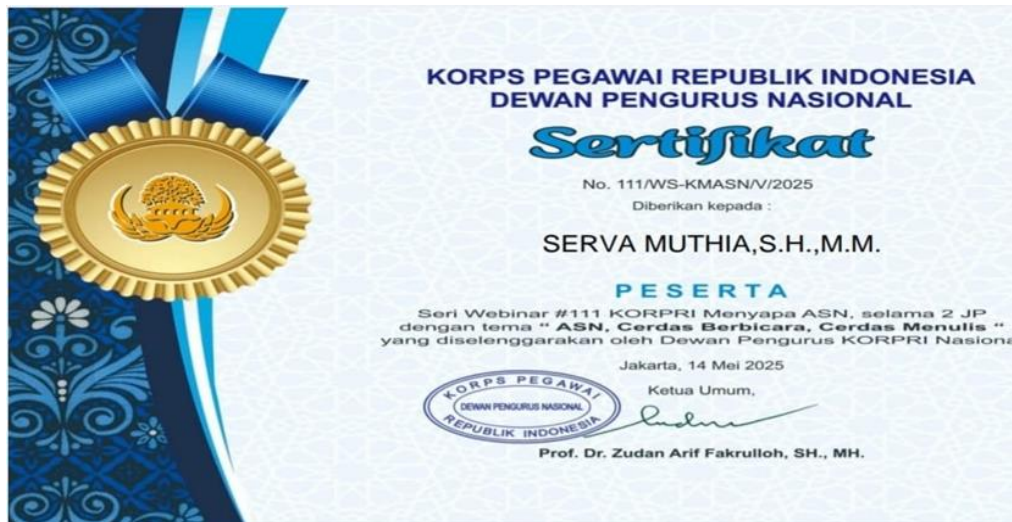 KORPS PEGAWAI REPUBLIK INDONESIA
DEWAN PENGURUS NASIONAL
Sertifikat
No. 111/WS-KMASN/V/2025
Diberikan kepada :
SERVA MUTHIA,S.H.,M.M.
PESERTA
Seri Webinar #111 KORPRI Menyapa ASN, selama 2 JP
dengan tema “ ASN, Cerdas Berbicara, Cerdas Menulis “
yang diselenggarakan oleh Dewan Pengurus KORPRI Nasiona
Jakarta, 14 Mei 2025
Ketua Umum,
KORPS PEGAWAI
DEWAN PENGURUS NASIONAL
REPUBLIK INDONESIA
Prof. Dr. Zudan Arif Fakrulloh, SH., MH.